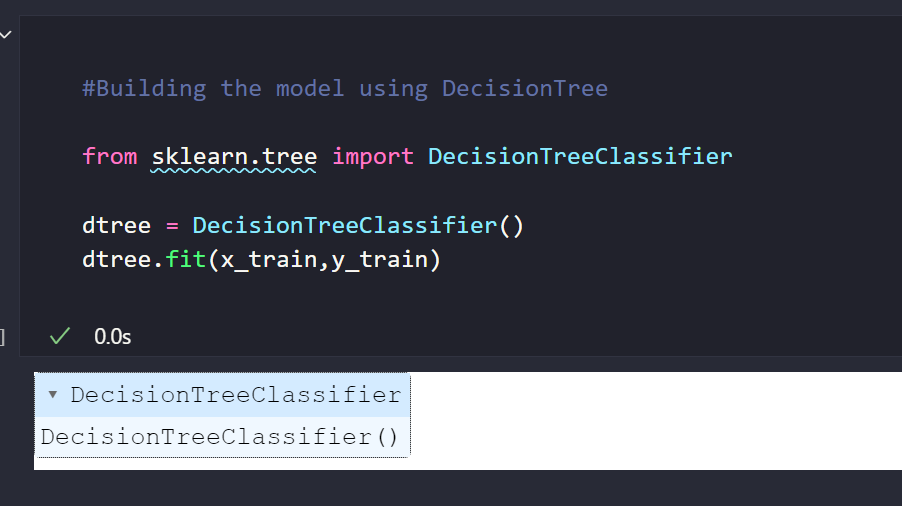 #Building the model using DecisionTree
from sklearn.tree import DecisionTreeClassifier
dtree = DecisionTreeClassifier()
dtree.fit(x_train,y_train)
]
0.0s
DecisionTreeClassifier
DecisionTreeClassifier()